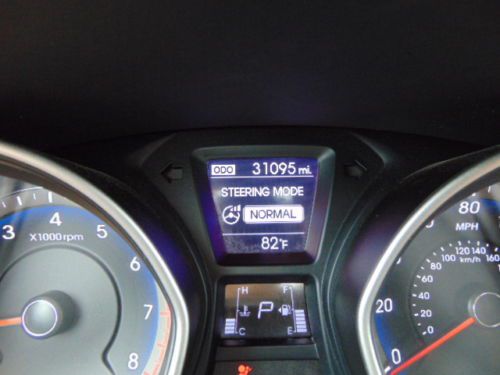 ODO 31095 mi.
STEERING MODE
NORMAL
82°F
H F
P
C E
3 4 5 6 7 8
X1000rpm
80
MPH
100 120 140 160
km/h
80
60
40
20
0
20
0